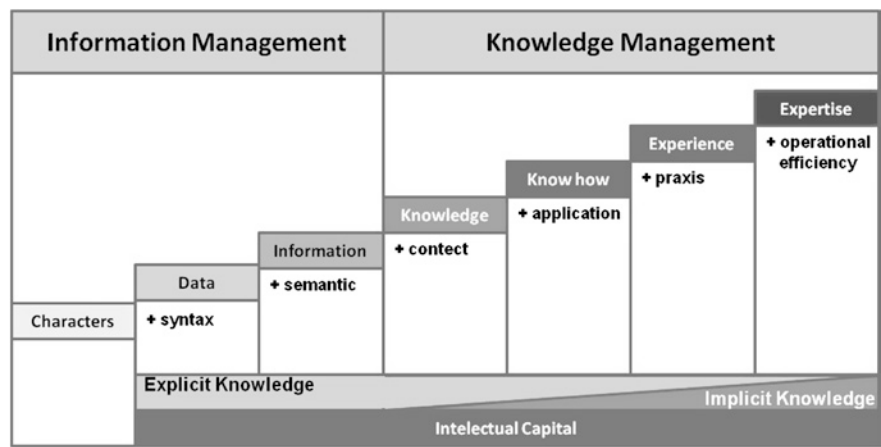 Information Management
Knowledge Management
Expertise
+ operational
efficiency
Experience
+ praxis
Know how
+ application
Knowledge
+ contect
Information
+ semantic
Data
+ syntax
Characters
Explicit Knowledge
Implicit Knowledge
Intelectual Capital